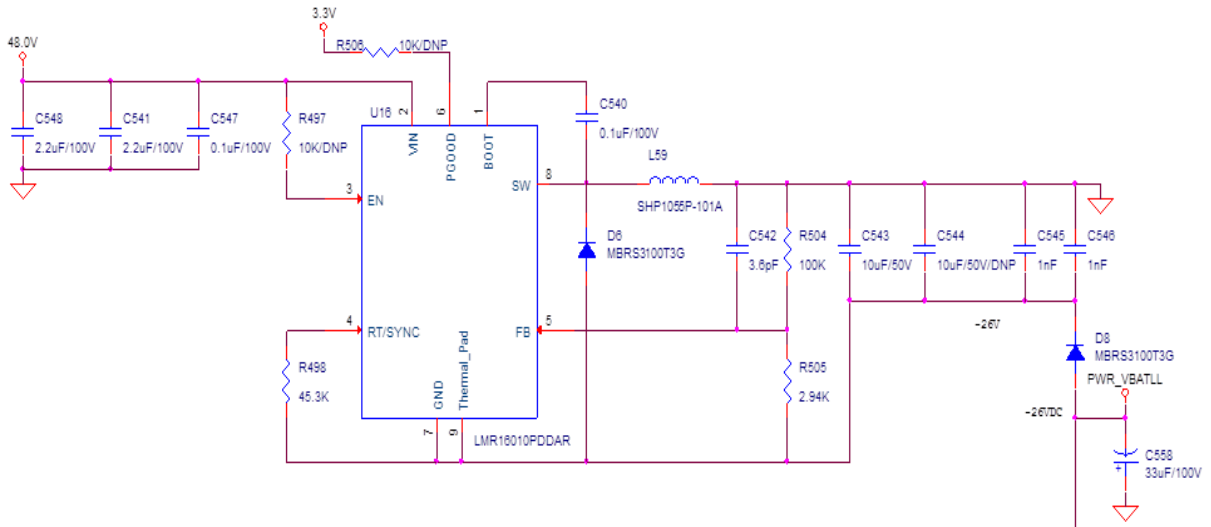 3.3V
48.0V
R506
10K/DNP
C548
2.2uF/100V
C541
2.2uF/100V
C547
0.1uF/100V
R497
10K/DNP
U16
2
VIN
6
PGOOD
1
BOOT
C540
0.1uF/100V
3
EN
SW
8
L59
SHP1055P-101A
D6
MBRS3100T3G
C542
3.6pF
R504
100K
C543
10uF/50V
C544
10uF/50V/DNP
C545
1nF
C546
1nF
4
RT/SYNC
FB
5
-26V
D8
MBRS3100T3G
R498
45.3K
GND
Thermal_Pad
7
9
LMR16010PDDAR
R505
2.94K
PWR_VBATLL
-26VDC
C558
33uF/100V
+